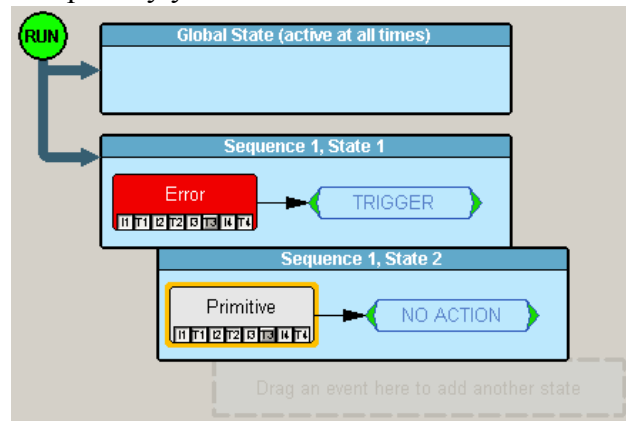 RUN
Global State (active at all times)
Sequence 1, State 1
Error
TRIGGER
I1 T1 I2 T2 I3 T3 I4 T4
Sequence 1, State 2
Primitive
NO ACTION
I1 T1 I2 T2 I3 T3 I4 T4
Drag an event here to add another state